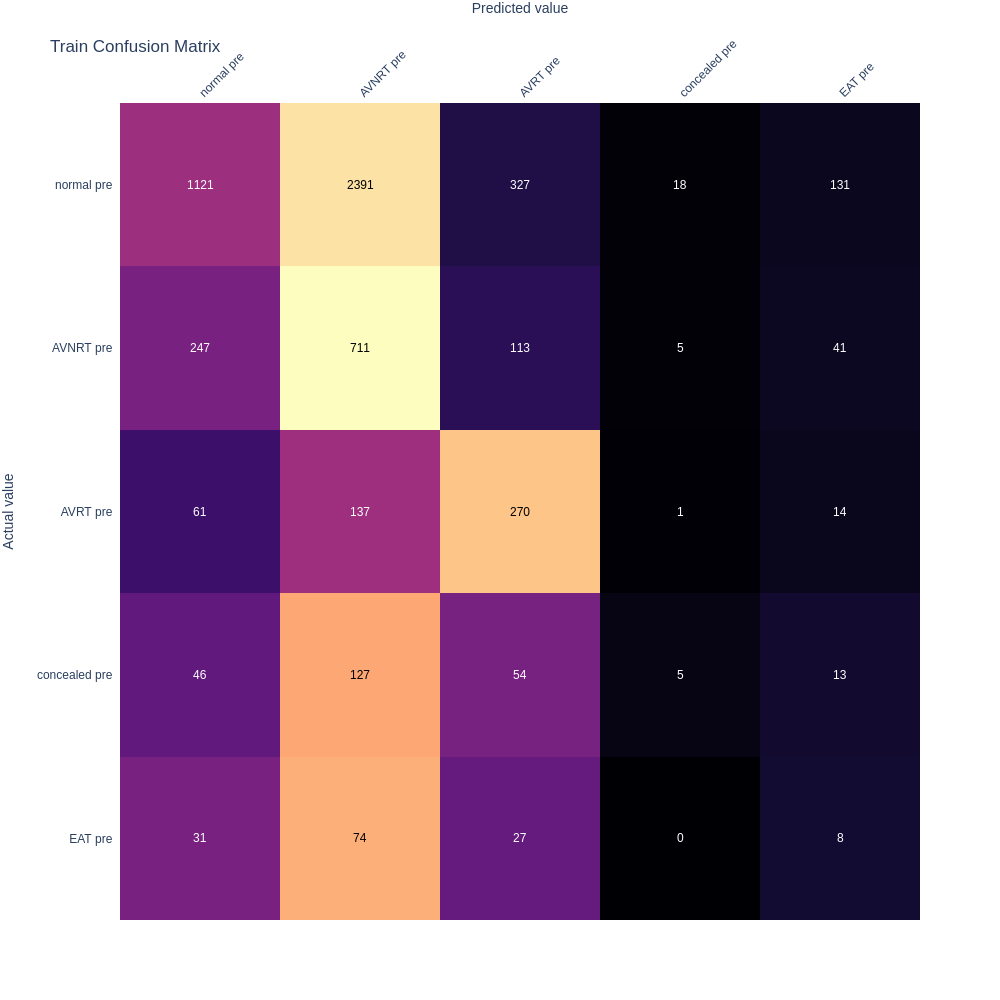 Predicted value
Train Confusion Matrix
normal pre AVNRT pre AVRT pre concealed pre EAT pre
normal pre 1121 2391 327 18 131
AVNRT pre 247 711 113 5 41
Actual value
AVRT pre 61 137 270 1 14
concealed pre 46 127 54 5 13
EAT pre 31 74 27 0 8